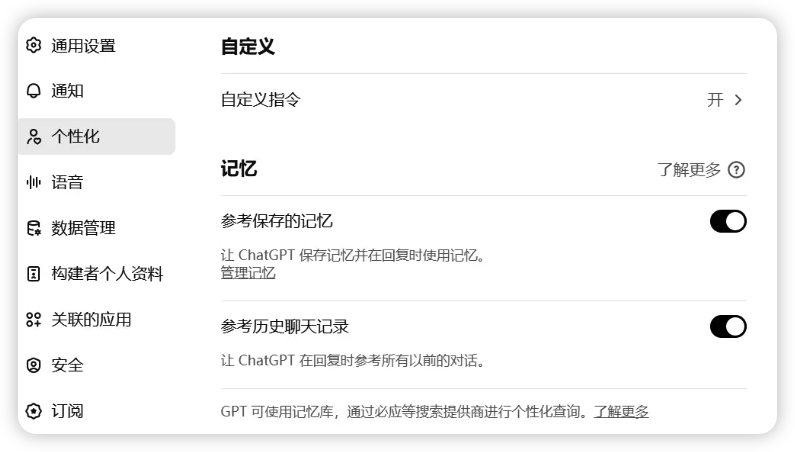 通用设置
通知
个性化
语音
数据管理
构建者个人资料
关联的应用
安全
订阅
自定义
自定义指令 开
记忆 了解更多
参考保存的记忆
让 ChatGPT 保存记忆并在回复时使用记忆。
管理记忆
参考历史聊天记录
让 ChatGPT 在回复时参考所有以前的对话。
GPT 可使用记忆库，通过必应等搜索提供商进行个性化查询。了解更多